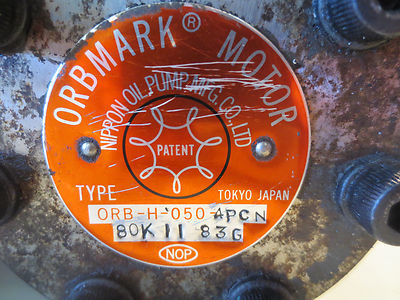 ORBMARK® MOTOR
NIPPON OIL PUMP. MFG. CO., LTD
PATENT
TYPE TOKYO JAPAN
ORB-H-050 4PCN
80K11 83G
NOP